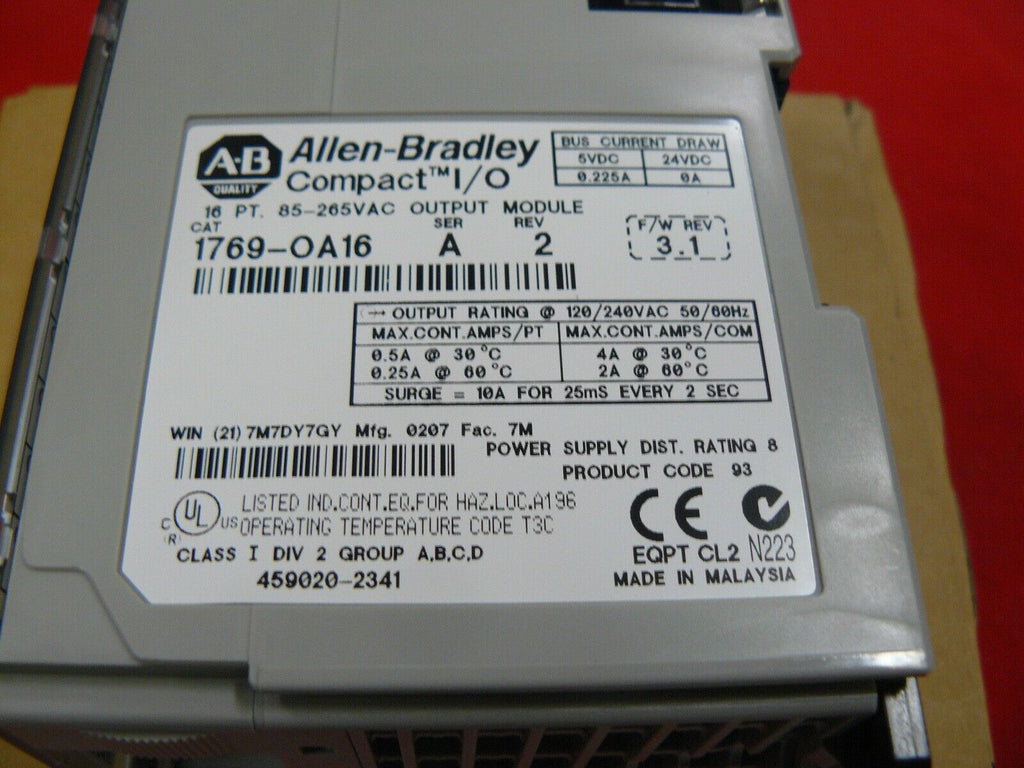 A-B
QUALITY
Allen-Bradley
Compact™ I/O
BUS CURRENT DRAW
5VDC 24VDC
0.225A 0A
16 PT. 85-265VAC OUTPUT MODULE
CAT SER REV
1769-OA16 A 2
F/W REV
3.1
OUTPUT RATING @ 120/240VAC 50/60Hz
MAX.CONT.AMPS/PT MAX.CONT.AMPS/COM
0.5A @ 30°C 4A @ 30°C
0.25A @ 60°C 2A @ 60°C
SURGE = 10A FOR 25mS EVERY 2 SEC
WIN (21) 7M7DY7GY Mfg. 0207 Fac. 7M
POWER SUPPLY DIST. RATING 8
PRODUCT CODE 93
C UL US
(R)
LISTED IND.CONT.EQ.FOR HAZ.LOC.A196
OPERATING TEMPERATURE CODE T3C
CLASS I DIV 2 GROUP A,B,C,D
459020-2341
CE
EQPT CL2 N223
MADE IN MALAYSIA